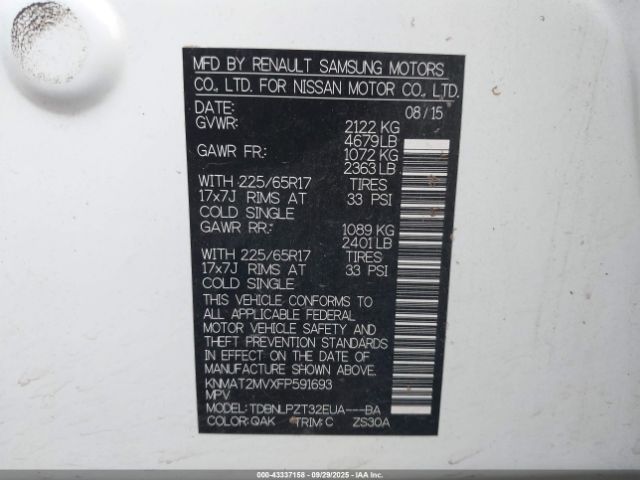 MFD BY RENAULT SAMSUNG MOTORS
CO., LTD. FOR NISSAN MOTOR CO., LTD.
DATE: 08/15
GVWR: 2122 KG
4679 LB
GAWR FR: 1072 KG
2363 LB
WITH 225/65R17 TIRES
17x7J RIMS AT 33 PSI
COLD SINGLE
GAWR RR: 1089 KG
2401 LB
WITH 225/65R17 TIRES
17x7J RIMS AT 33 PSI
COLD SINGLE
THIS VEHICLE CONFORMS TO
ALL APPLICABLE FEDERAL
MOTOR VEHICLE SAFETY AND
THEFT PREVENTION STANDARDS
IN EFFECT ON THE DATE OF
MANUFACTURE SHOWN ABOVE.
KNMAT2MVXFP591693
MPV
MODEL: TDBNLPZT32EUA---BA
COLOR: QAK TRIM: C ZS30A
000-43337158 - 09/29/2025 - IAAI.com